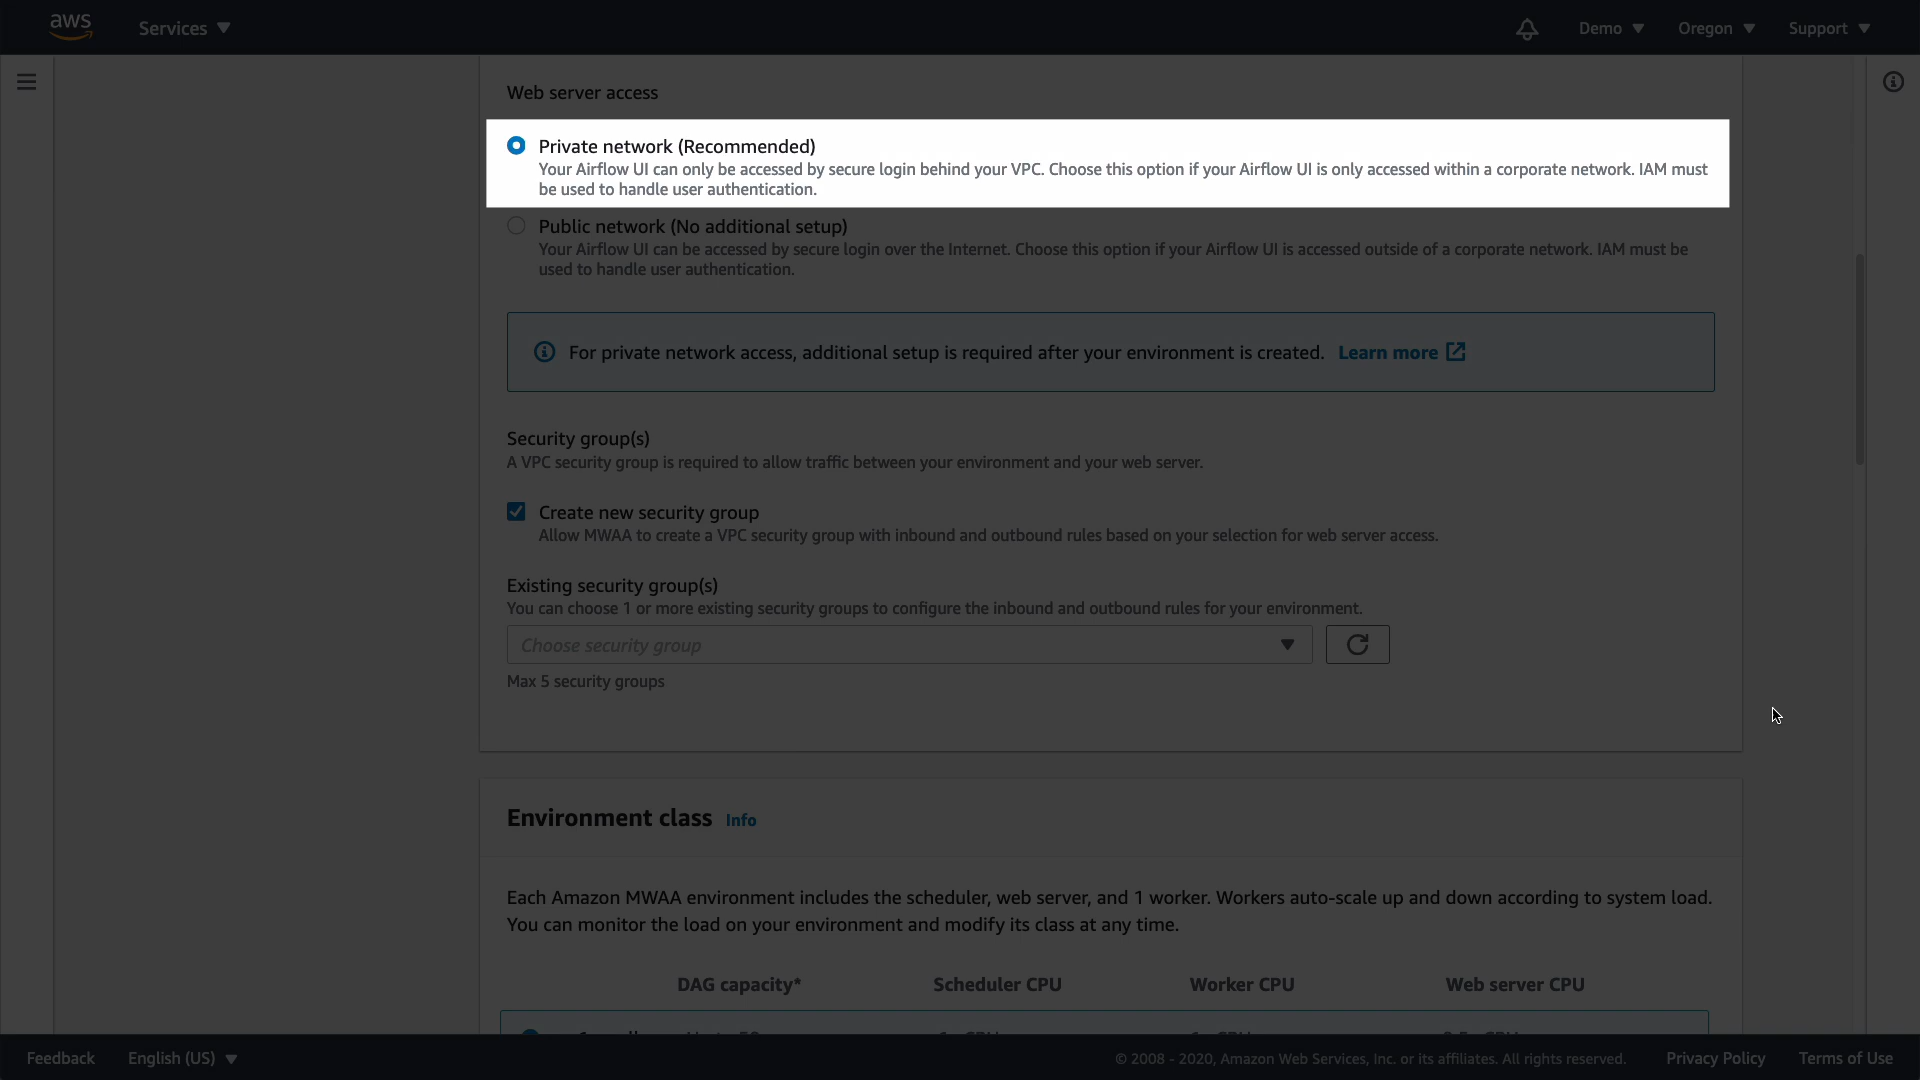 aws
Services
Demo
Oregon
Support
Web server access
Private network (Recommended)
Your Airflow UI can only be accessed by secure login behind your VPC. Choose this option if your Airflow UI is only accessed within a corporate network. IAM must
be used to handle user authentication.
Public network (No additional setup)
Your Airflow UI can be accessed by secure login over the Internet. Choose this option if your Airflow UI is accessed outside of a corporate network. IAM must be
used to handle user authentication.
For private network access, additional setup is required after your environment is created. Learn more
Security group(s)
A VPC security group is required to allow traffic between your environment and your web server.
Create new security group
Allow MWAA to create a VPC security group with inbound and outbound rules based on your selection for web server access.
Existing security group(s)
You can choose 1 or more existing security groups to configure the inbound and outbound rules for your environment.
Choose security group
Max 5 security groups
Environment class Info
Each Amazon MWAA environment includes the scheduler, web server, and 1 worker. Workers auto-scale up and down according to system load.
You can monitor the load on your environment and modify its class at any time.
DAG capacity* Scheduler CPU Worker CPU Web server CPU
Feedback
English (US)
© 2008 - 2020, Amazon Web Services, Inc. or its affiliates. All rights reserved.
Privacy Policy
Terms of Use